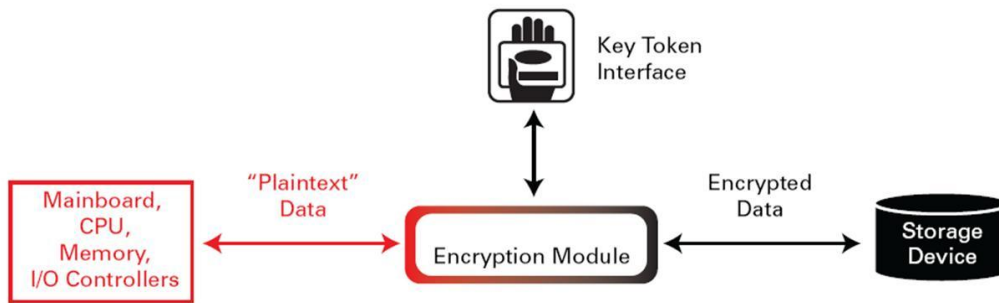 Key Token
Interface
“Plaintext”
Data
Encrypted
Data
Mainboard,
CPU,
Memory,
I/O Controllers
Encryption Module
Storage
Device